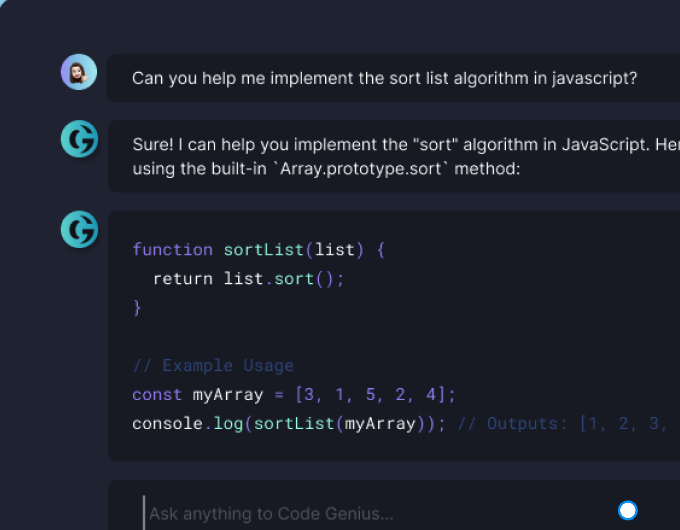 Can you help me implement the sort list algorithm in javascript?
Sure! I can help you implement the "sort" algorithm in JavaScript.
using the built-in `Array.prototype.sort` method:
function sortList(list) {
  return list.sort();
}
// Example Usage
const myArray = [3, 1, 5, 2, 4];
console.log(sortList(myArray)); // Outputs: [1, 2, 3,
Ask anything to Code Genius...